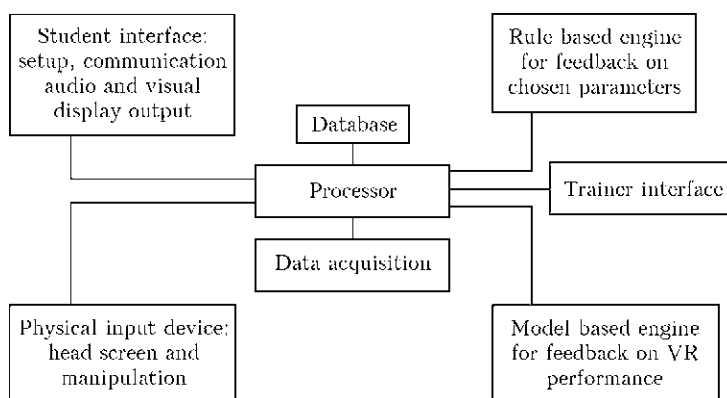 Student interface:
setup, communication
audio and visual
display output
Rule based engine
for feedback on
chosen parameters
Database
Processor
Trainer interface
Data acquisition
Physical input device:
head screen and
manipulation
Model based engine
for feedback on VR
performance